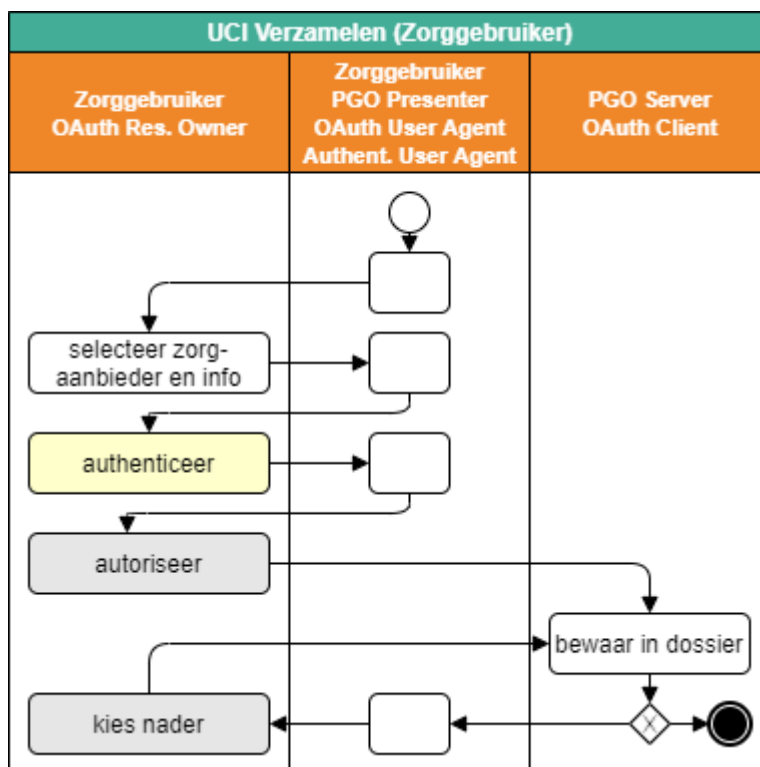 UCI Verzamelen (Zorggebruiker)
Zorggebruiker
OAuth Res. Owner
Zorggebruiker
PGO Presenter
OAuth User Agent
Authent. User Agent
PGO Server
OAuth Client
selecteer zorg-
aanbieder en info
authenticeer
autoriseer
bewaar in dossier
kies nader
X